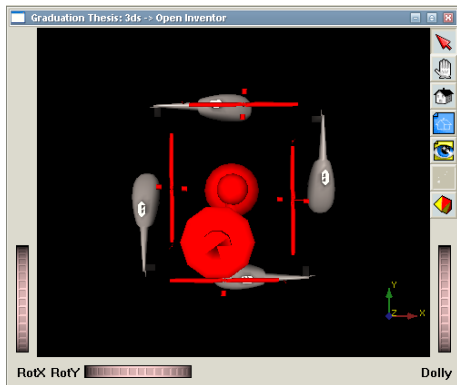 Graduation Thesis: 3ds -> Open Inventor
Y
Z
X
RotX RotY
Dolly